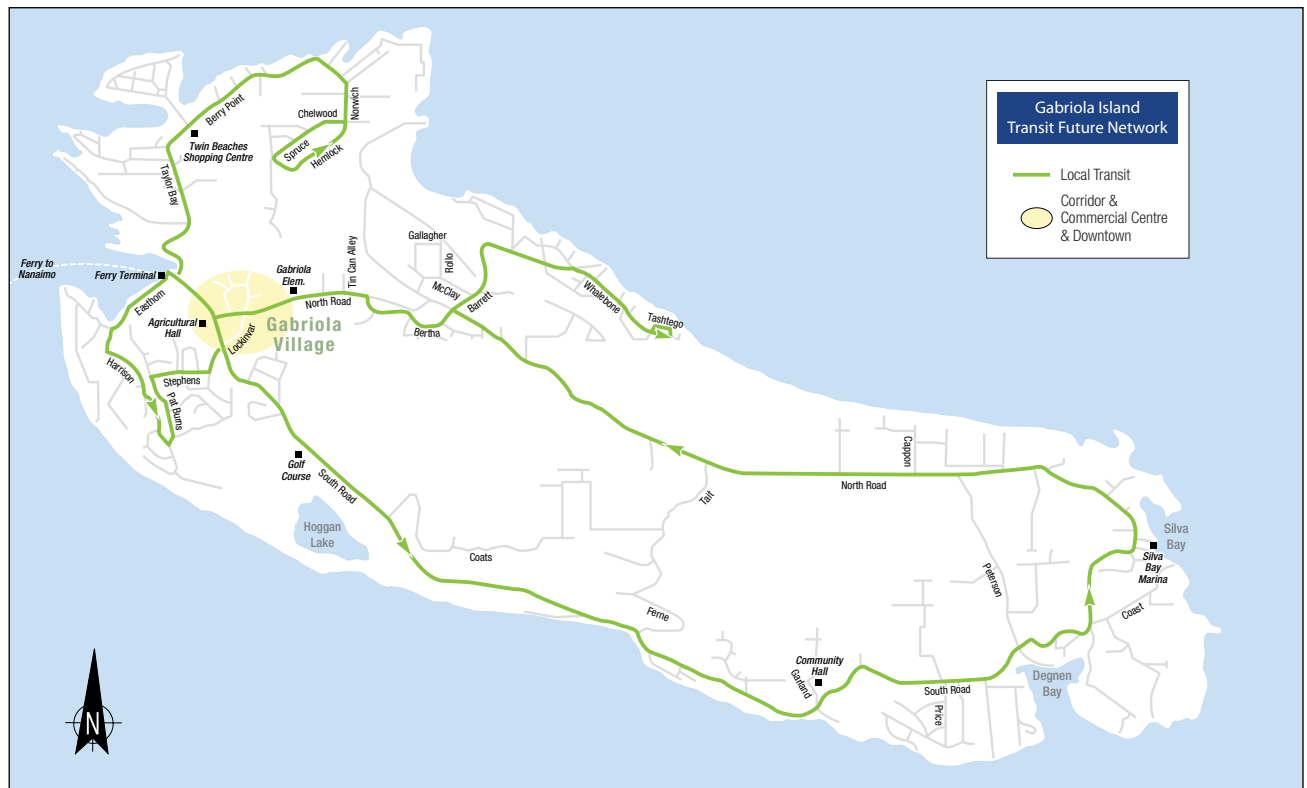 Gabriola Island
Transit Future Network
Local Transit
Corridor &
Commercial Centre
& Downtown
Berry Point
Norwich
Chelwood
Spruce
Hemlock
Twin Beaches
Shopping Centre
Taylor Bay
Ferry to
Nanaimo
Ferry Terminal
Gabriola
Elem.
Tin Can Alley
Gallagher
Rollo
McClay
Barrett
Whalebone
Tashtego
Easthom
North Road
Agricultural
Hall
Lockinvar
Gabriola
Village
Bertha
Harrison
Stephens
Pat Burns
Golf
Course
South Road
Hoggan
Lake
Coats
Tait
Cappon
North Road
Silva
Bay
Silva
Bay
Marina
Peterson
Coast
Ferne
Community
Hall
Garland
South Road
Price
Degnen
Bay
N